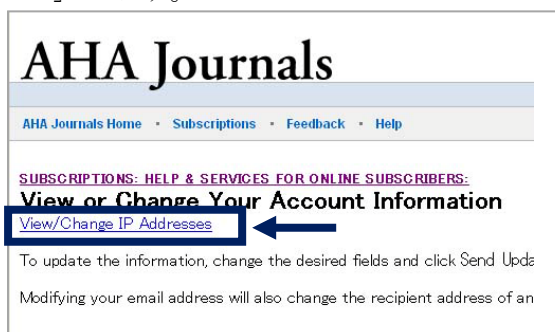 AHA Journals
AHA Journals Home · Subscriptions · Feedback · Help
SUBSCRIPTIONS: HELP & SERVICES FOR ONLINE SUBSCRIBERS:
View or Change Your Account Information
View/Change IP Addresses
To update the information, change the desired fields and click Send Upda
Modifying your email address will also change the recipient address of an